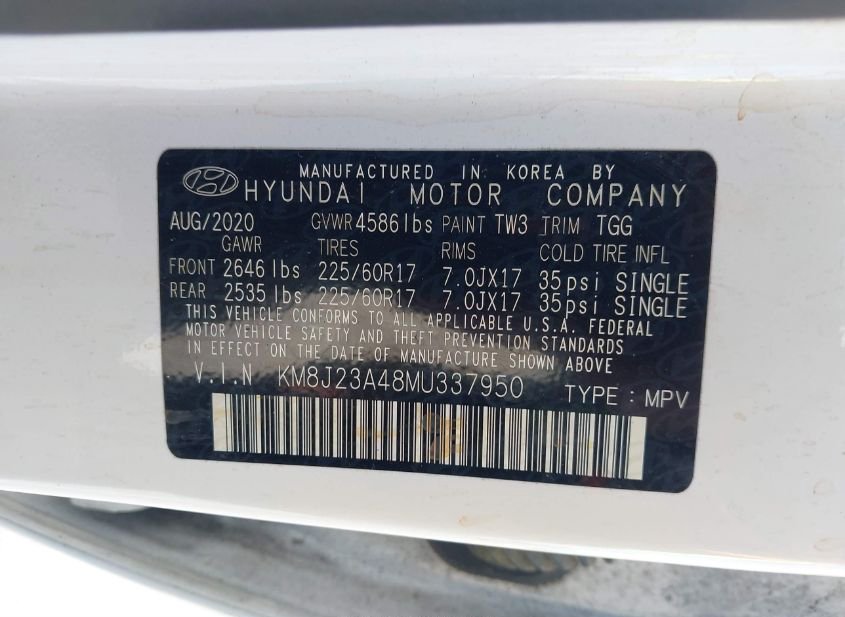 MANUFACTURED IN KOREA BY
HYUNDAI MOTOR COMPANY
AUG/2020 GVWR 4586 lbs PAINT TW3 TRIM TGG
GAWR TIRES RIMS COLD TIRE INFL
FRONT 2646 lbs 225/60R17 7.0JX17 35psi SINGLE
REAR 2535 lbs 225/60R17 7.0JX17 35psi SINGLE
THIS VEHICLE CONFORMS TO ALL APPLICABLE U.S.A. FEDERAL
MOTOR VEHICLE SAFETY AND THEFT PREVENTION STANDARDS
IN EFFECT ON THE DATE OF MANUFACTURE SHOWN ABOVE
V.I.N KM8J23A48MU337950 TYPE : MPV